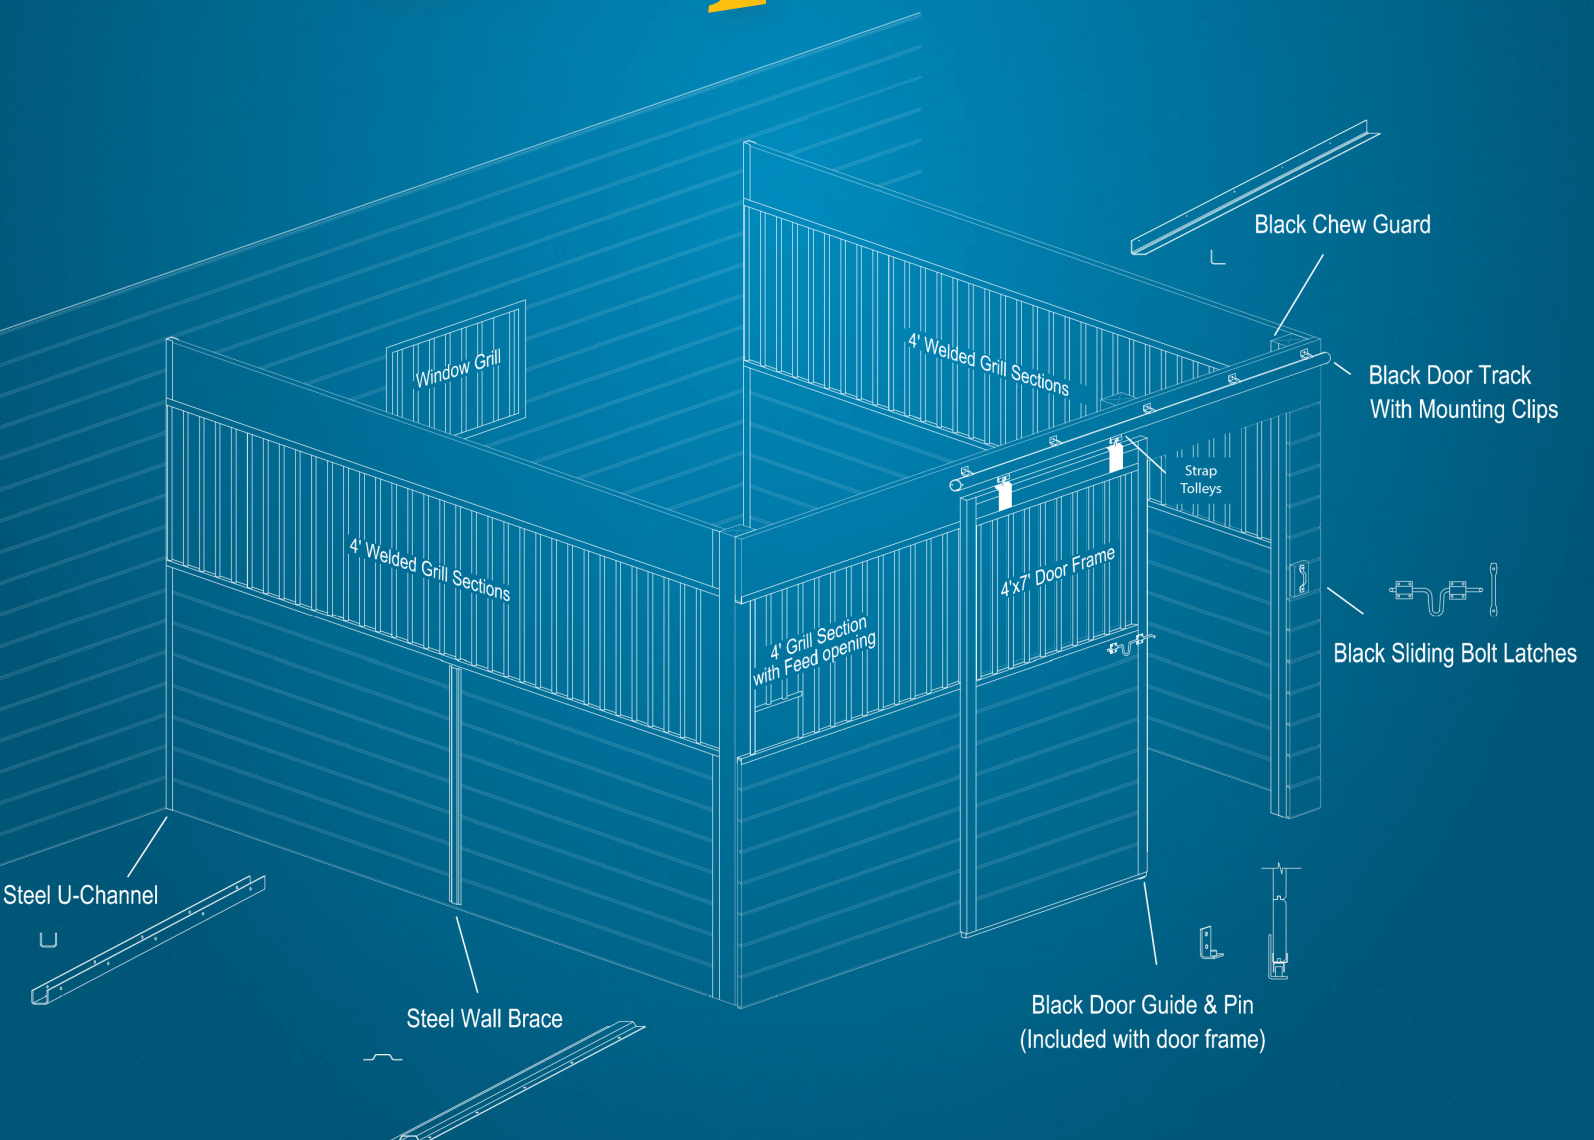 Black Chew Guard
Window Grill
4' Welded Grill Sections
Black Door Track
With Mounting Clips
Strap
Tolleys
4' Welded Grill Sections
4'x7' Door Frame
4' Grill Section
with Feed opening
Black Sliding Bolt Latches
Steel U-Channel
Steel Wall Brace
Black Door Guide & Pin
(Included with door frame)